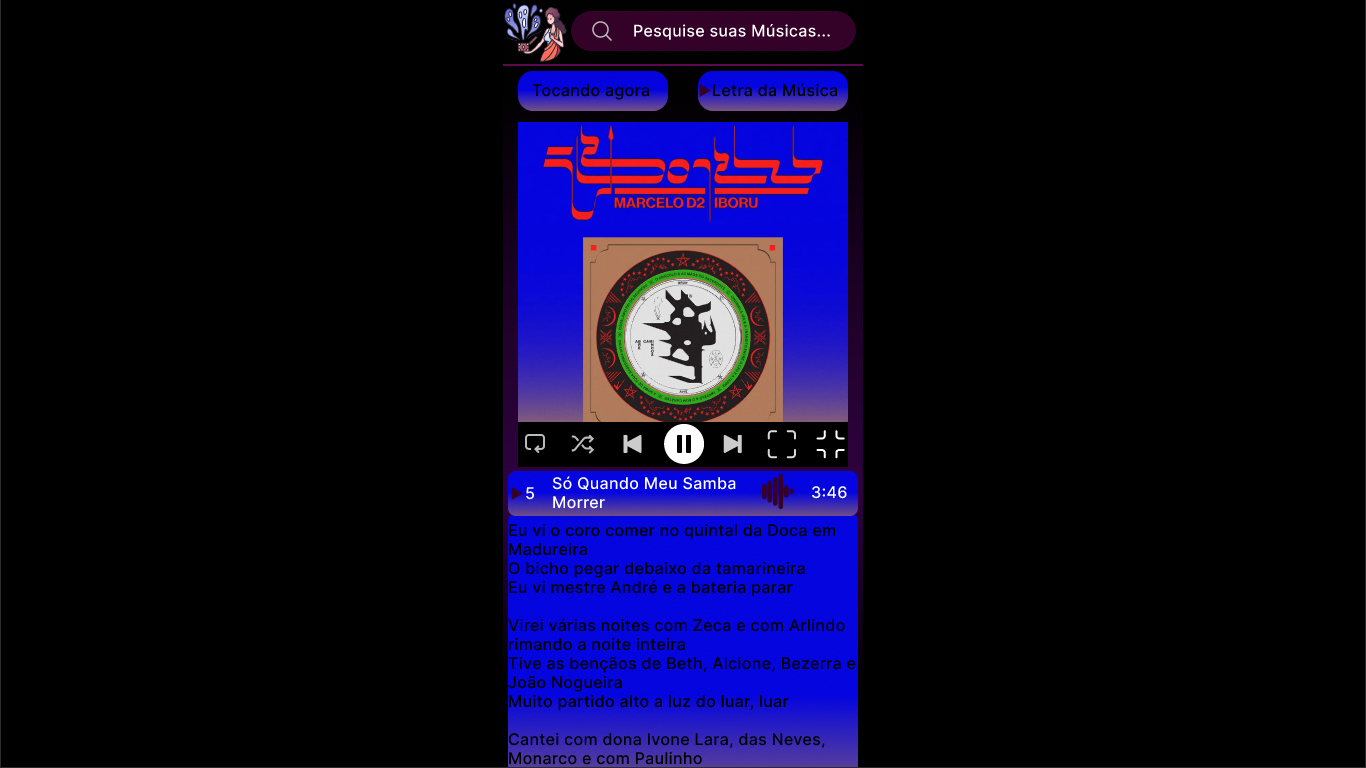 Pesquise suas Músicas...
Tocando agora
Letra da Música
MARCELO D2 IBORU
5
Só Quando Meu Samba
Morrer
3:46
Eu vi o coro comer no quintal da Doca em
Madureira
O bicho pegar debaixo da tamarineira
Eu vi mestre André e a bateria parar
Virei várias noites com Zeca e com Arlindo
rimando a noite inteira
Tive as bençãos de Beth, Alcione, Bezerra e
João Nogueira
Muito partido alto a luz do luar, luar
Cantei com dona Ivone Lara, das Neves,
Monarco e com Paulinho